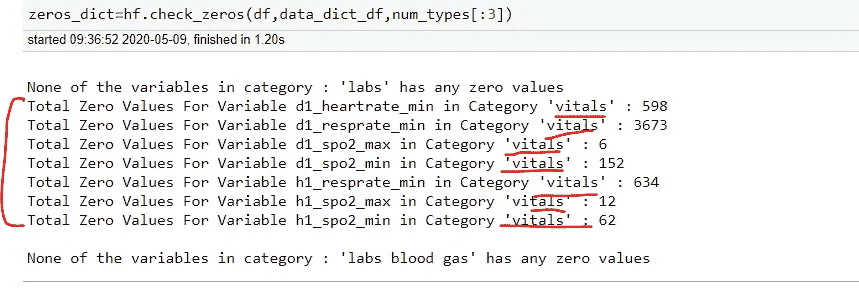 zeros_dict=hf.check_zeros(df,data_dict_df,num_types[:3])
started 09:36:52 2020-05-09, finished in 1.20s
None of the variables in category : 'labs' has any zero values
Total Zero Values For Variable d1_heartrate_min in Category 'vitals' : 598
Total Zero Values For Variable d1_resprate_min in Category 'vitals' : 3673
Total Zero Values For Variable d1_spo2_max in Category 'vitals' : 6
Total Zero Values For Variable d1_spo2_min in Category 'vitals' : 152
Total Zero Values For Variable h1_resprate_min in Category 'vitals' : 634
Total Zero Values For Variable h1_spo2_max in Category 'vitals' : 12
Total Zero Values For Variable h1_spo2_min in Category 'vitals' : 62
None of the variables in category : 'labs blood gas' has any zero values